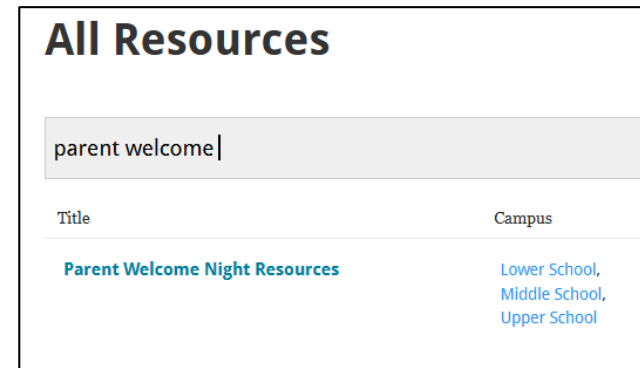 All Resources
parent welcome
Title Campus
Parent Welcome Night Resources Lower School,
Middle School,
Upper School